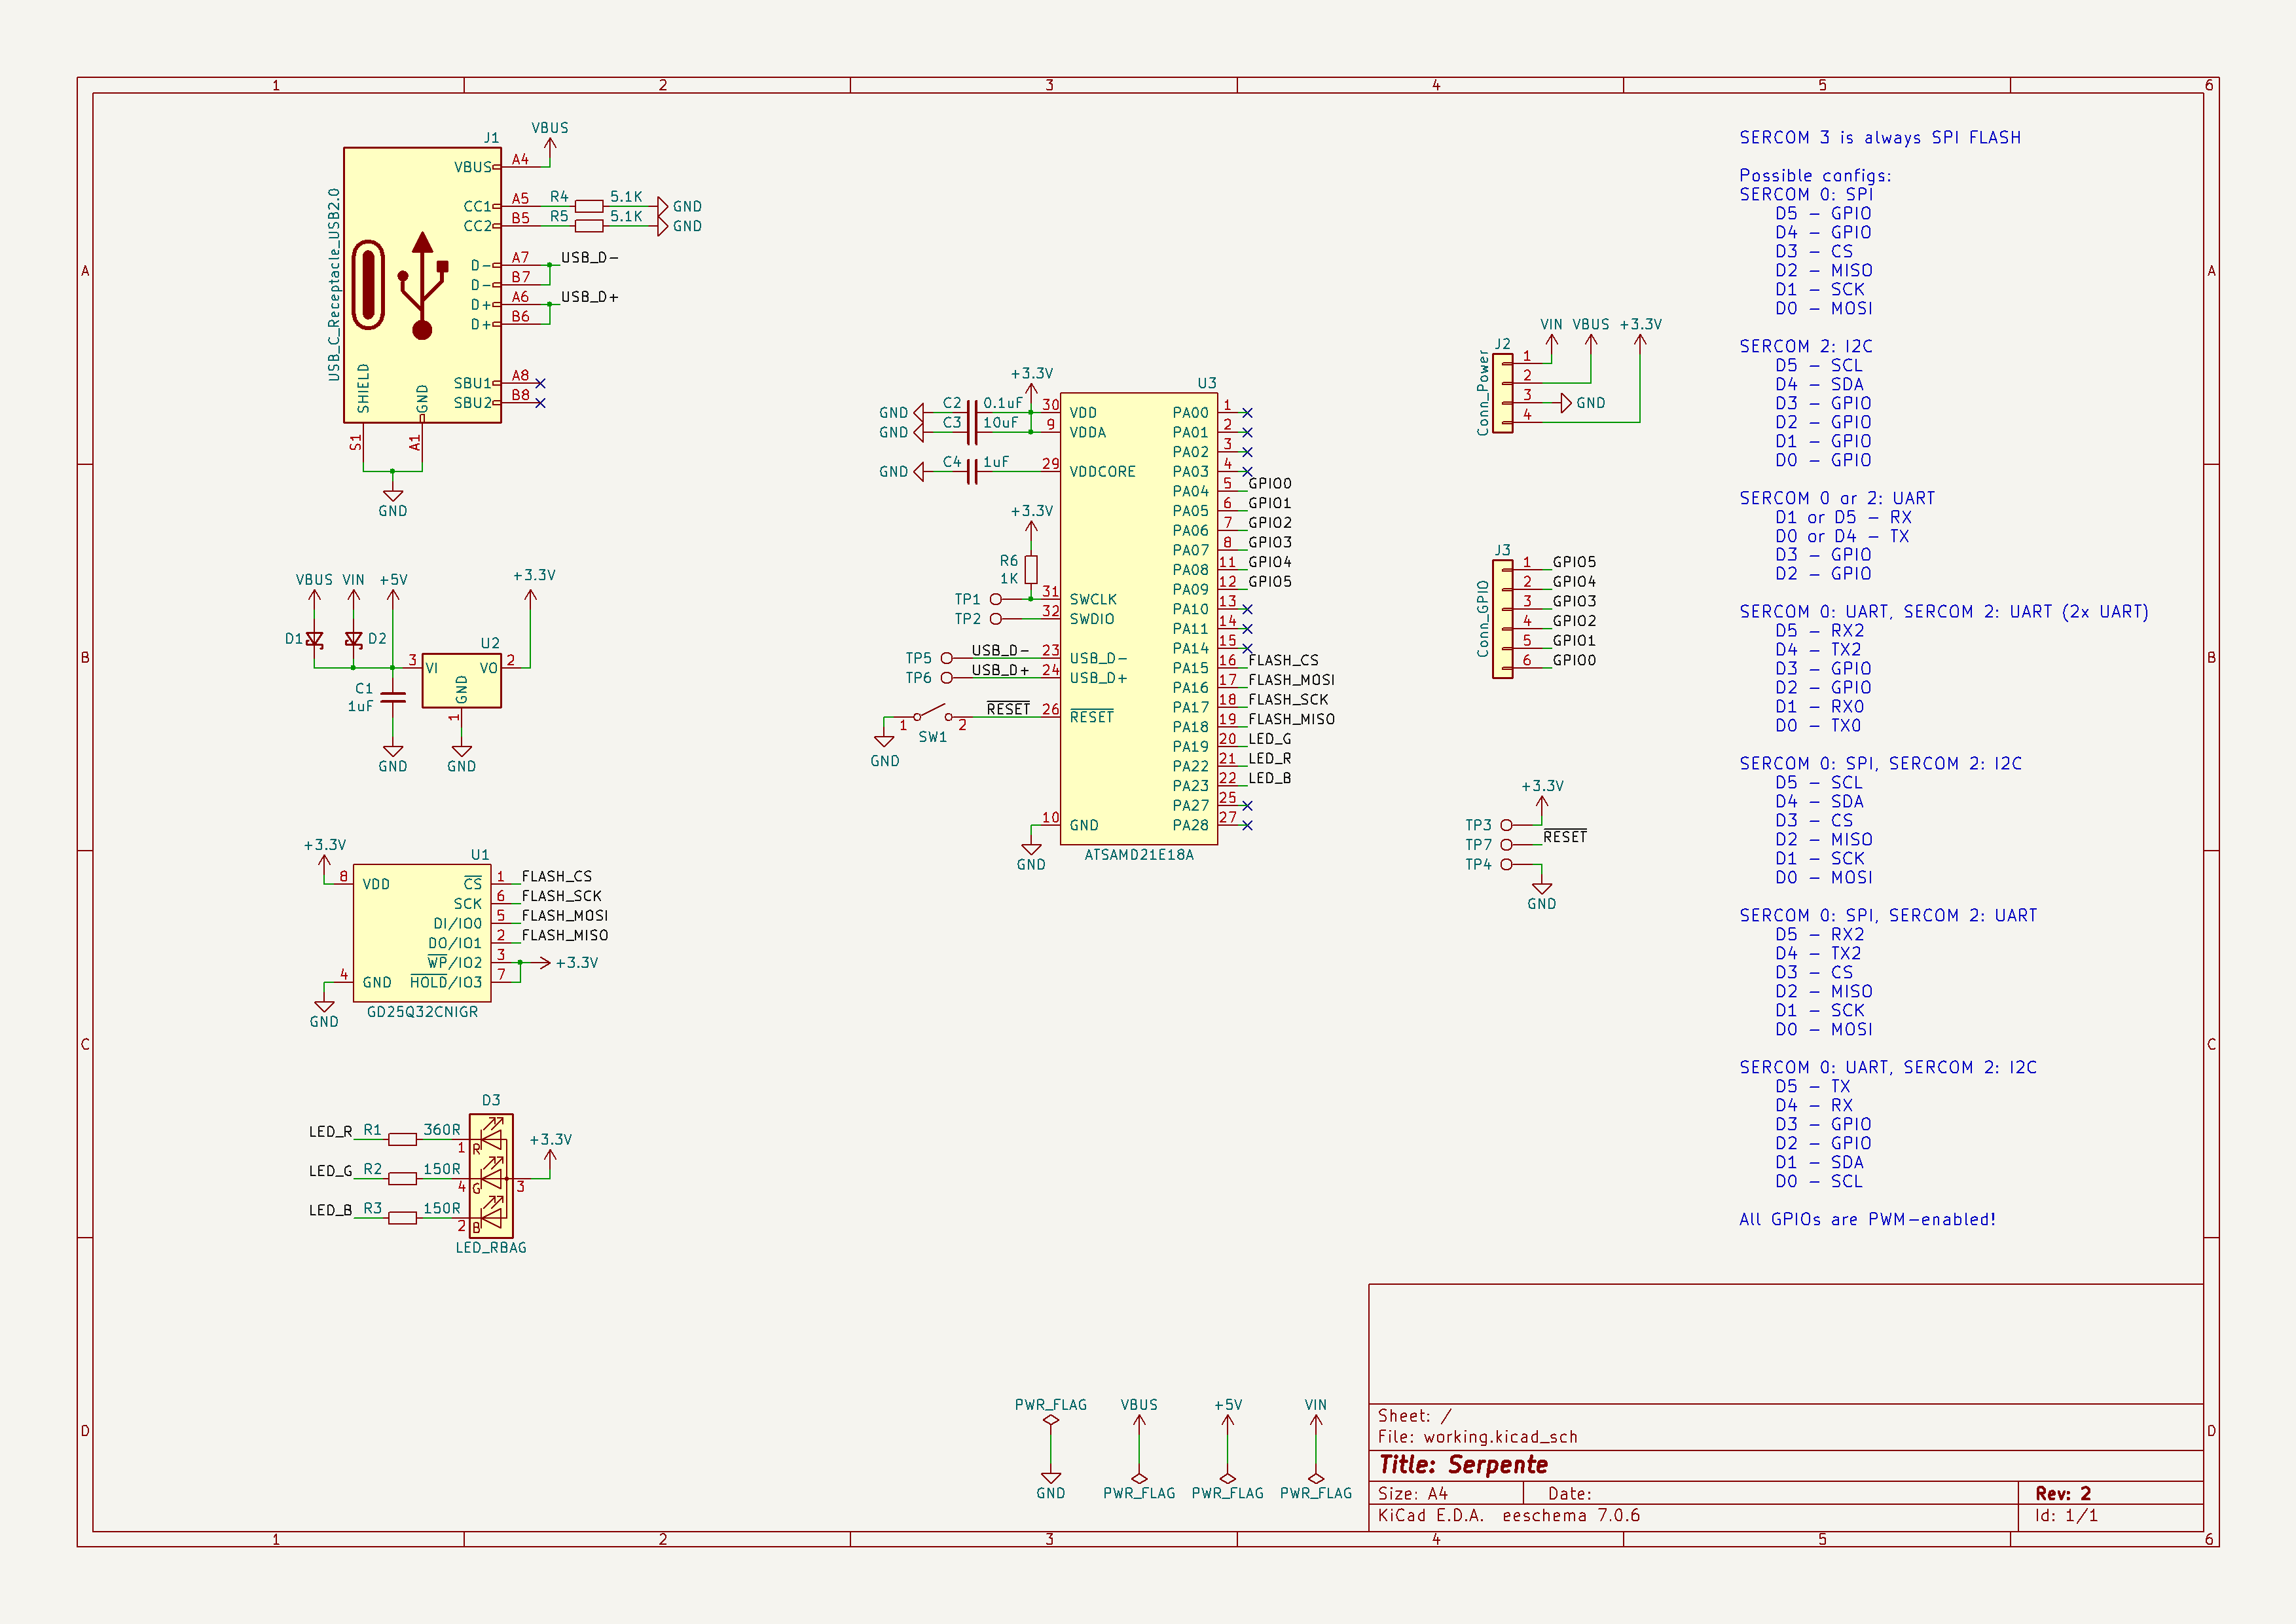 1 2 3 4 5 6
A
B
C
D
J1
USB_C_Receptacle_USB2.0
VBUS
VBUS A4
CC1 A5 R4 5.1K GND
CC2 B5 R5 5.1K GND
D- A7 USB_D-
D- B7
D+ A6 USB_D+
D+ B6
SBU1 A8
SBU2 B8
SHIELD GND
S1 A1
GND
VBUS VIN +5V +3.3V
D1 D2 U2
3 VI VO 2
GND
1
C1
1uF
GND GND
+3.3V U1
8 VDD CS 1 FLASH_CS
SCK 6 FLASH_SCK
DI/IO0 5 FLASH_MOSI
DO/IO1 2 FLASH_MISO
WP/IO2 3 +3.3V
4 GND HOLD/IO3 7
GND GD25Q32CNIGR
D3
LED_R R1 360R 1 R +3.3V
LED_G R2 150R 4 G 3
LED_B R3 150R 2 B
LED_RBAG
+3.3V U3
GND C2 0.1uF 30 VDD
GND C3 10uF 9 VDDA
GND C4 1uF 29 VDDCORE
+3.3V
R6
1K
TP1 31 SWCLK
TP2 32 SWDIO
TP5 USB_D- 23 USB_D-
TP6 USB_D+ 24 USB_D+
1 SW1 2 RESET 26 RESET
GND
10 GND
GND
PA00 1
PA01 2
PA02 3
PA03 4
PA04 5 GPIO0
PA05 6 GPIO1
PA06 7 GPIO2
PA07 8 GPIO3
PA08 11 GPIO4
PA09 12 GPIO5
PA10 13
PA11 14
PA14 15
PA15 16 FLASH_CS
PA16 17 FLASH_MOSI
PA17 18 FLASH_SCK
PA18 19 FLASH_MISO
PA19 20 LED_G
PA22 21 LED_R
PA23 22 LED_B
PA27 25
PA28 27
ATSAMD21E18A
VIN VBUS +3.3V
J2
Conn_Power
1
2
3 GND
4
J3
Conn_GPIO
1 GPIO5
2 GPIO4
3 GPIO3
4 GPIO2
5 GPIO1
6 GPIO0
+3.3V
TP3
TP7 RESET
TP4
GND
SERCOM 3 is always SPI FLASH
Possible configs:
SERCOM 0: SPI
D5 - GPIO
D4 - GPIO
D3 - CS
D2 - MISO
D1 - SCK
D0 - MOSI
SERCOM 2: I2C
D5 - SCL
D4 - SDA
D3 - GPIO
D2 - GPIO
D1 - GPIO
D0 - GPIO
SERCOM 0 or 2: UART
D1 or D5 - RX
D0 or D4 - TX
D3 - GPIO
D2 - GPIO
SERCOM 0: UART, SERCOM 2: UART (2x UART)
D5 - RX2
D4 - TX2
D3 - GPIO
D2 - GPIO
D1 - RX0
D0 - TX0
SERCOM 0: SPI, SERCOM 2: I2C
D5 - SCL
D4 - SDA
D3 - CS
D2 - MISO
D1 - SCK
D0 - MOSI
SERCOM 0: SPI, SERCOM 2: UART
D5 - RX2
D4 - TX2
D3 - CS
D2 - MISO
D1 - SCK
D0 - MOSI
SERCOM 0: UART, SERCOM 2: I2C
D5 - TX
D4 - RX
D3 - GPIO
D2 - GPIO
D1 - SDA
D0 - SCL
All GPIOs are PWM-enabled!
PWR_FLAG VBUS +5V VIN
GND PWR_FLAG PWR_FLAG PWR_FLAG
Sheet: /
File: working.kicad_sch
Title: Serpente
Size: A4 Date: Rev: 2
KiCad E.D.A. eeschema 7.0.6 Id: 1/1
A
B
C
D
1 2 3 4 5 6